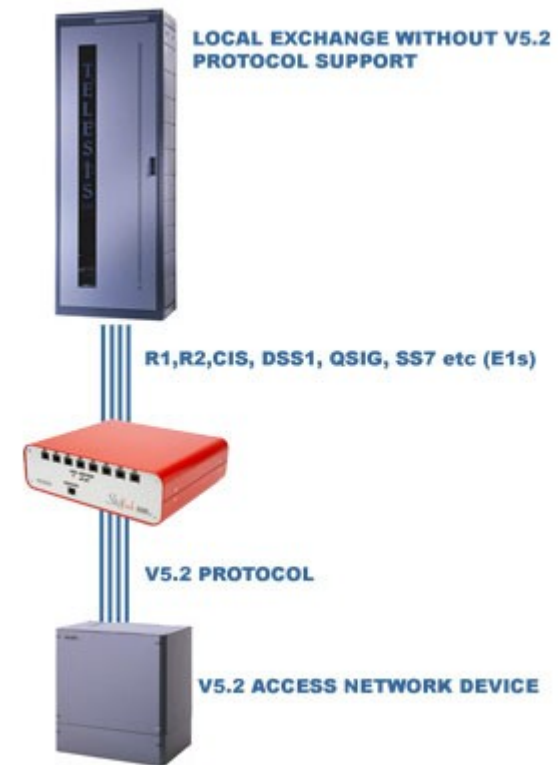 LOCAL EXCHANGE WITHOUT V5.2
PROTOCOL SUPPORT
TELESIS
R1,R2,CIS, DSS1, QSIG, SS7 etc (E1s)
V5.2 PROTOCOL
V5.2 ACCESS NETWORK DEVICE